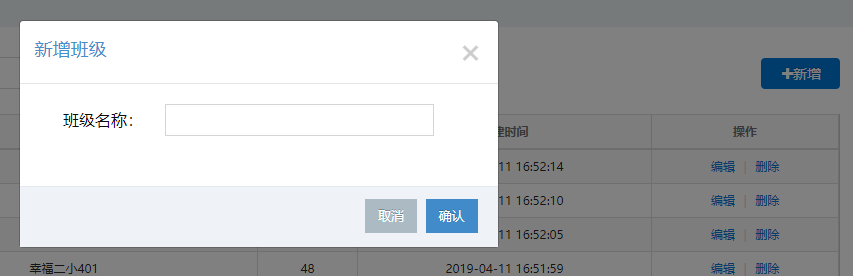 新增班级 ×
✚新增
班级名称：
建时间 操作
-11 16:52:14 编辑 | 删除
-11 16:52:10 编辑 | 删除
取消 确认
-11 16:52:05 编辑 | 删除
幸福二小401 48 2019-04-11 16:51:59 编辑 | 删除